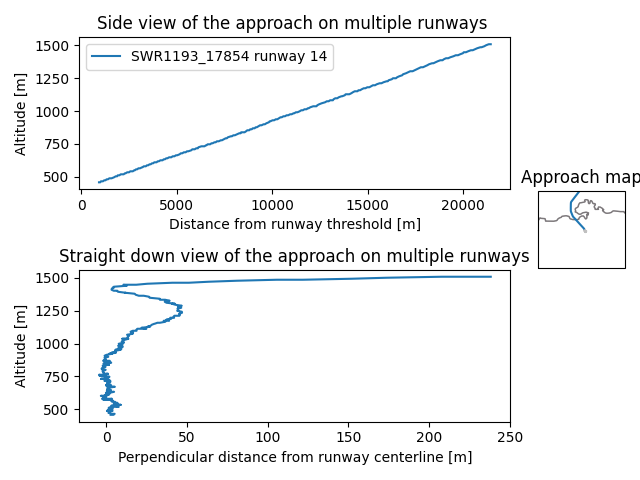 Side view of the approach on multiple runways
1500
1250
1000
750
500
Altitude [m]
SWR1193_17854 runway 14
0
5000
10000
15000
20000
Distance from runway threshold [m]
Approach map
Straight down view of the approach on multiple runways
1500
1250
1000
750
500
Altitude [m]
0
50
100
150
200
250
Perpendicular distance from runway centerline [m]